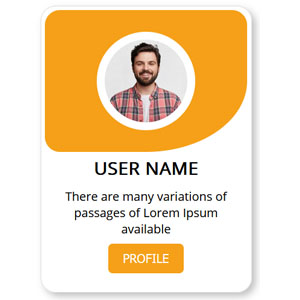 USER NAME
There are many variations of
passages of Lorem Ipsum
available
PROFILE